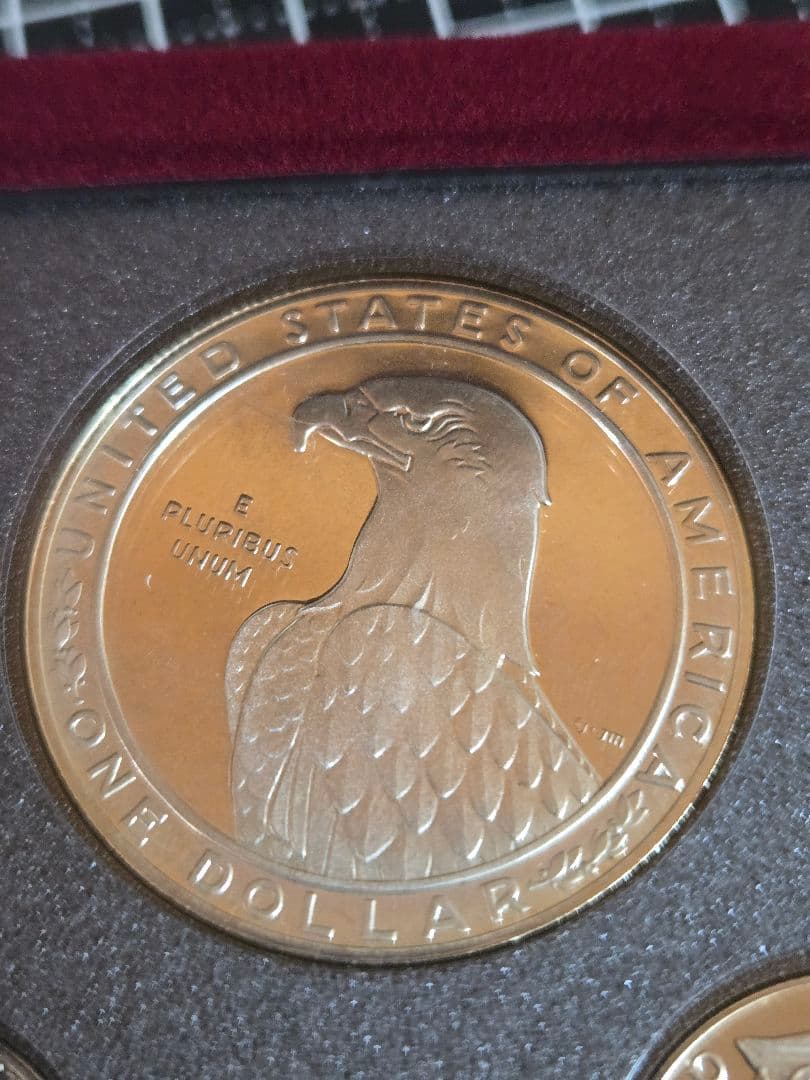 UNITED STATES OF AMERICA
E
PLURIBUS
UNUM
ONE DOLLAR